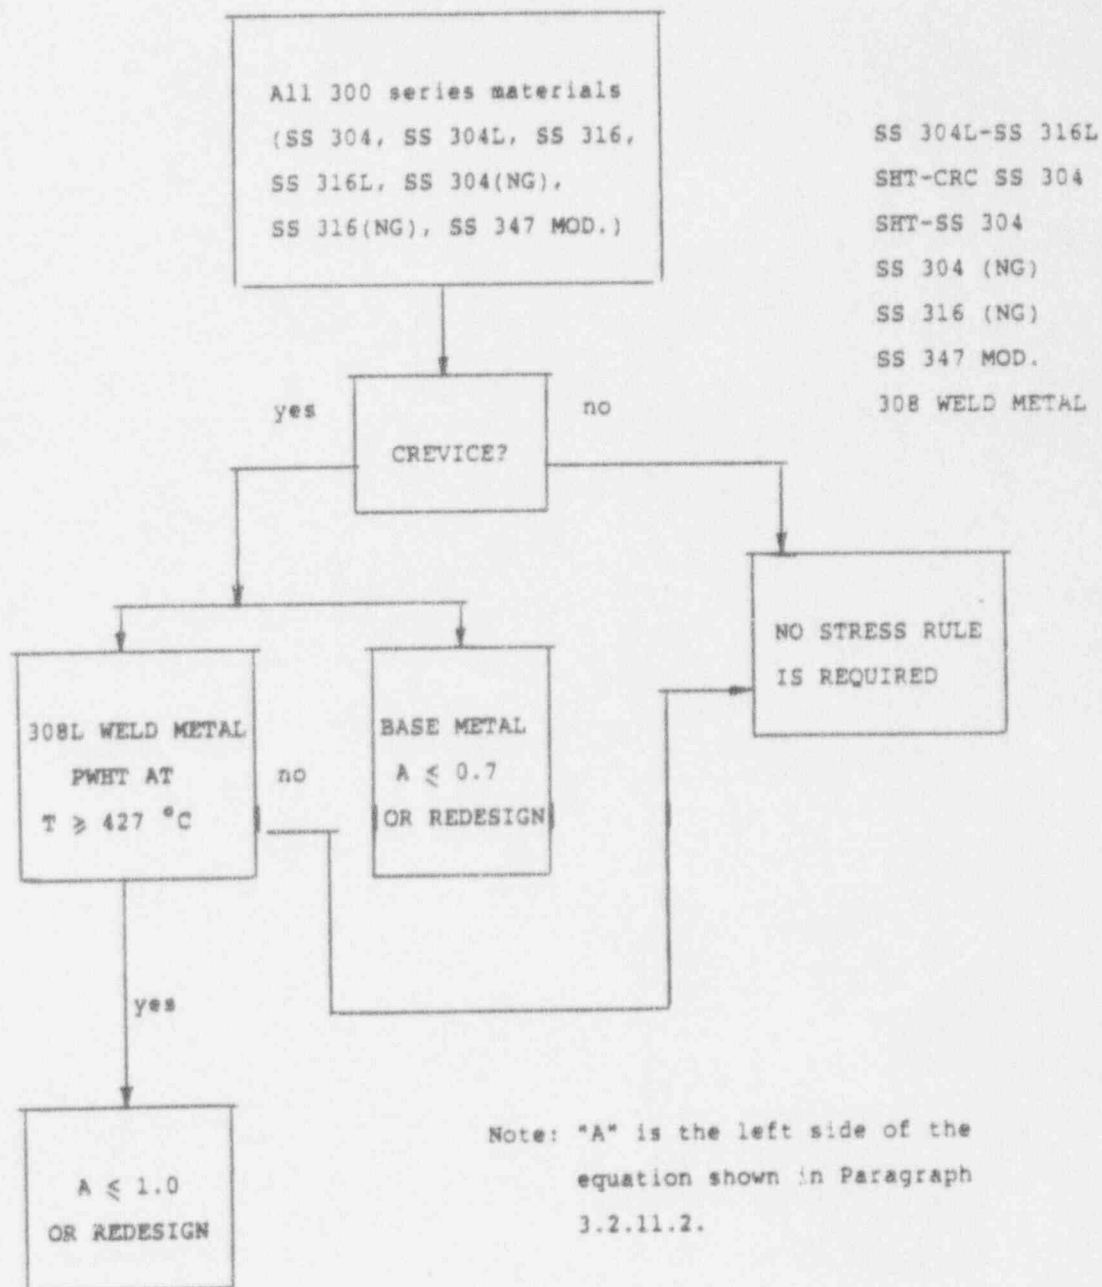 All 300 series materials
(SS 304, SS 304L, SS 316,
SS 316L, SS 304(NG),
SS 316(NG), SS 347 MOD.)
SS 304L-SS 316L
SHT-CRC SS 304
SHT-SS 304
SS 304 (NG)
SS 316 (NG)
SS 347 MOD.
308 WELD METAL
yes
no
CREVICE?
NO STRESS RULE
IS REQUIRED
308L WELD METAL
PWHT AT
T ⩾ 427 °C
no
BASE METAL
A ⩽ 0.7
OR REDESIGN
yes
A ⩽ 1.0
OR REDESIGN
Note: "A" is the left side of the
equation shown in Paragraph
3.2.11.2.